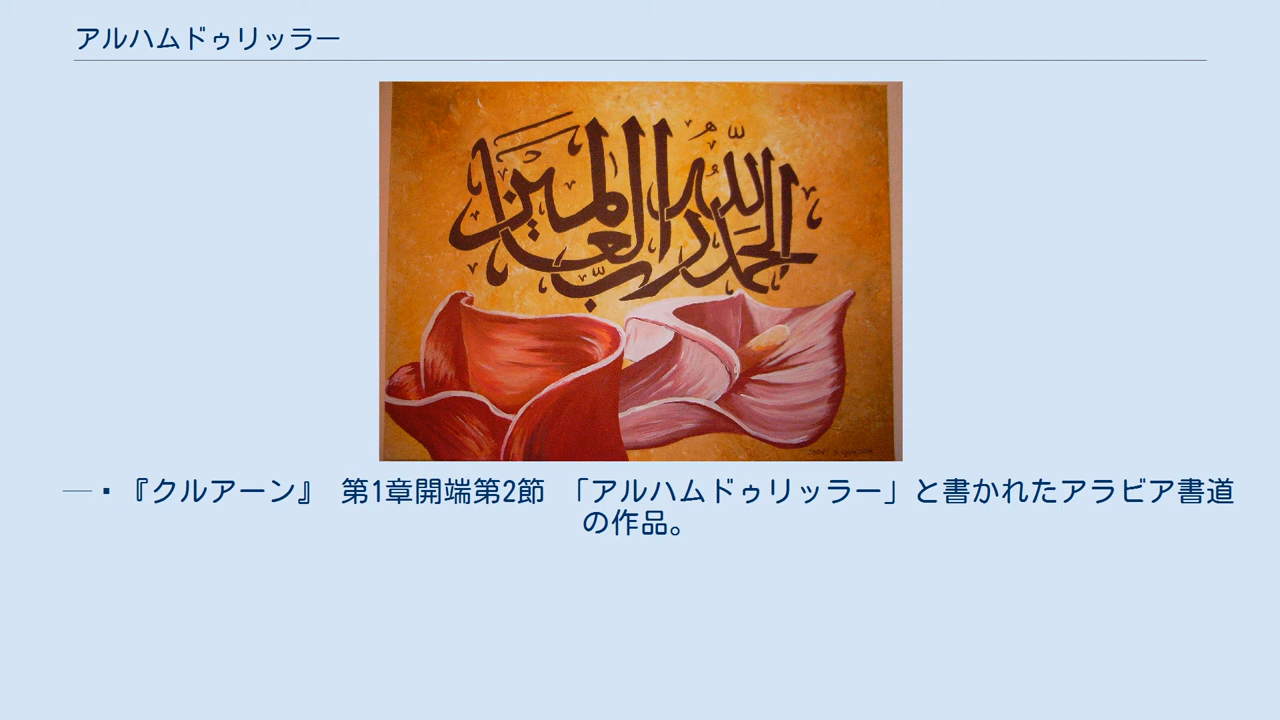 アルハムドゥリッラー
الحمد لله رب العالمين
▪『クルアーン』 第1章開端第2節 「アルハムドゥリッラー」と書かれたアラビア書道
の作品。